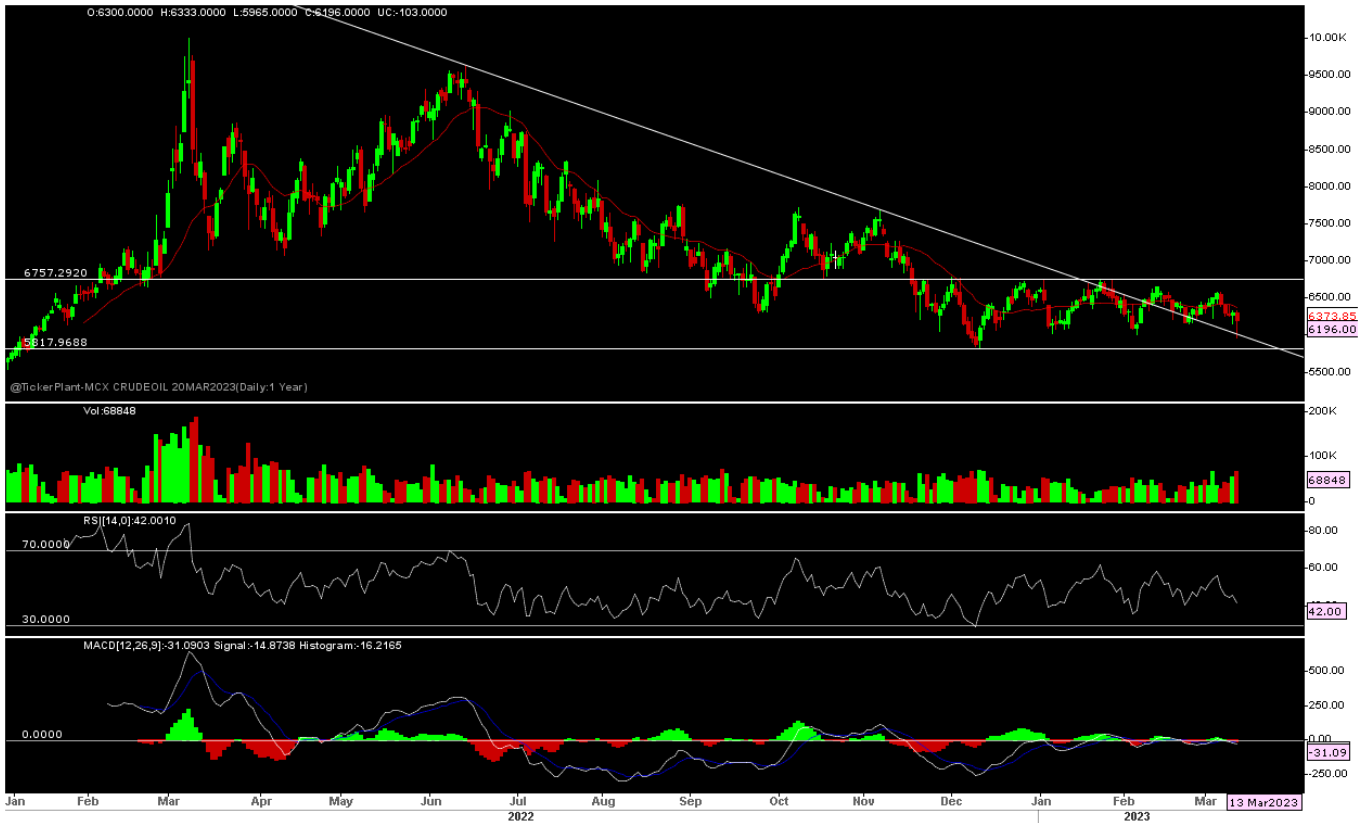 O:6300.0000 H:6333.0000 L:5965.0000 C:6196.0000 UC:-103.0000
10.00K
9500.00
9000.00
8500.00
8000.00
7500.00
7000.00
6757.2920
6500.00
6373.85
6196.00
5817.9688
5500.00
@TickerPlant-MCX CRUDEOIL 20MAR2023(Daily:1 Year)
Vol:68848
200K
100K
68848
0
RSI[14,0]:42.0010
80.00
70.0000
60.00
42.00
30.0000
MACD[12,26,9]:-31.0903 Signal:-14.8738 Histogram:-16.2165
500.00
250.00
0.0000
0.00
-31.09
-250.00
Jan Feb Mar Apr May Jun Jul Aug Sep Oct Nov Dec Jan Feb Mar 13 Mar2023
2022 2023